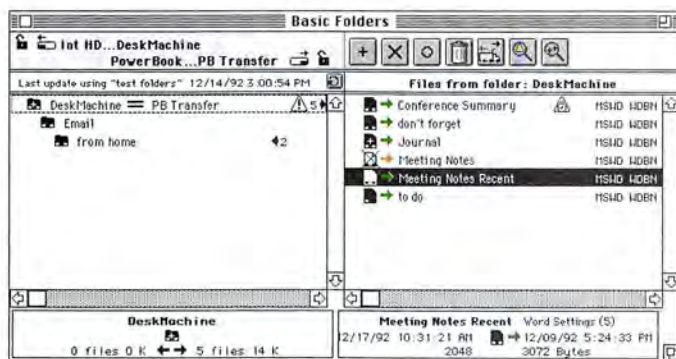 Basic Folders
Int HD...DeskMachine
PowerBook...PB Transfer
Last update using "test folders" 12/14/92 3:00:54 PM
Files from folder: DeskMachine
DeskMachine = PB Transfer 5
Email
from home 2
Conference Summary MSWD WDBN
don't forget MSWD WDBN
Journal MSWD WDBN
Meeting Notes MSWD WDBN
Meeting Notes Recent MSWD WDBN
to do MSWD WDBN
DeskMachine
0 files 0 K 5 files 14 K
Meeting Notes Recent Word Settings (5)
12/17/92 10:31:21 AM 12/09/92 5:24:33 PM
2048 3072 Bytes